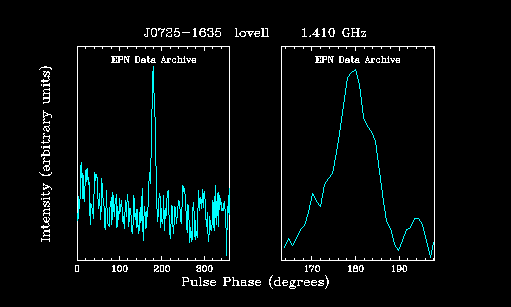 J0725-1635 lovell 1.410 GHz
EPN Data Archive
EPN Data Archive
Intensity (arbitrary units)
0 100 200 300
170 180 190
Pulse Phase (degrees)